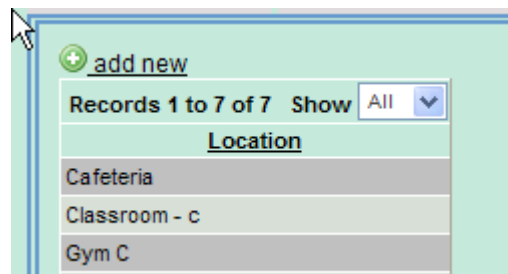 add new
Records 1 to 7 of 7 Show All
Location
Cafeteria
Classroom - c
Gym C